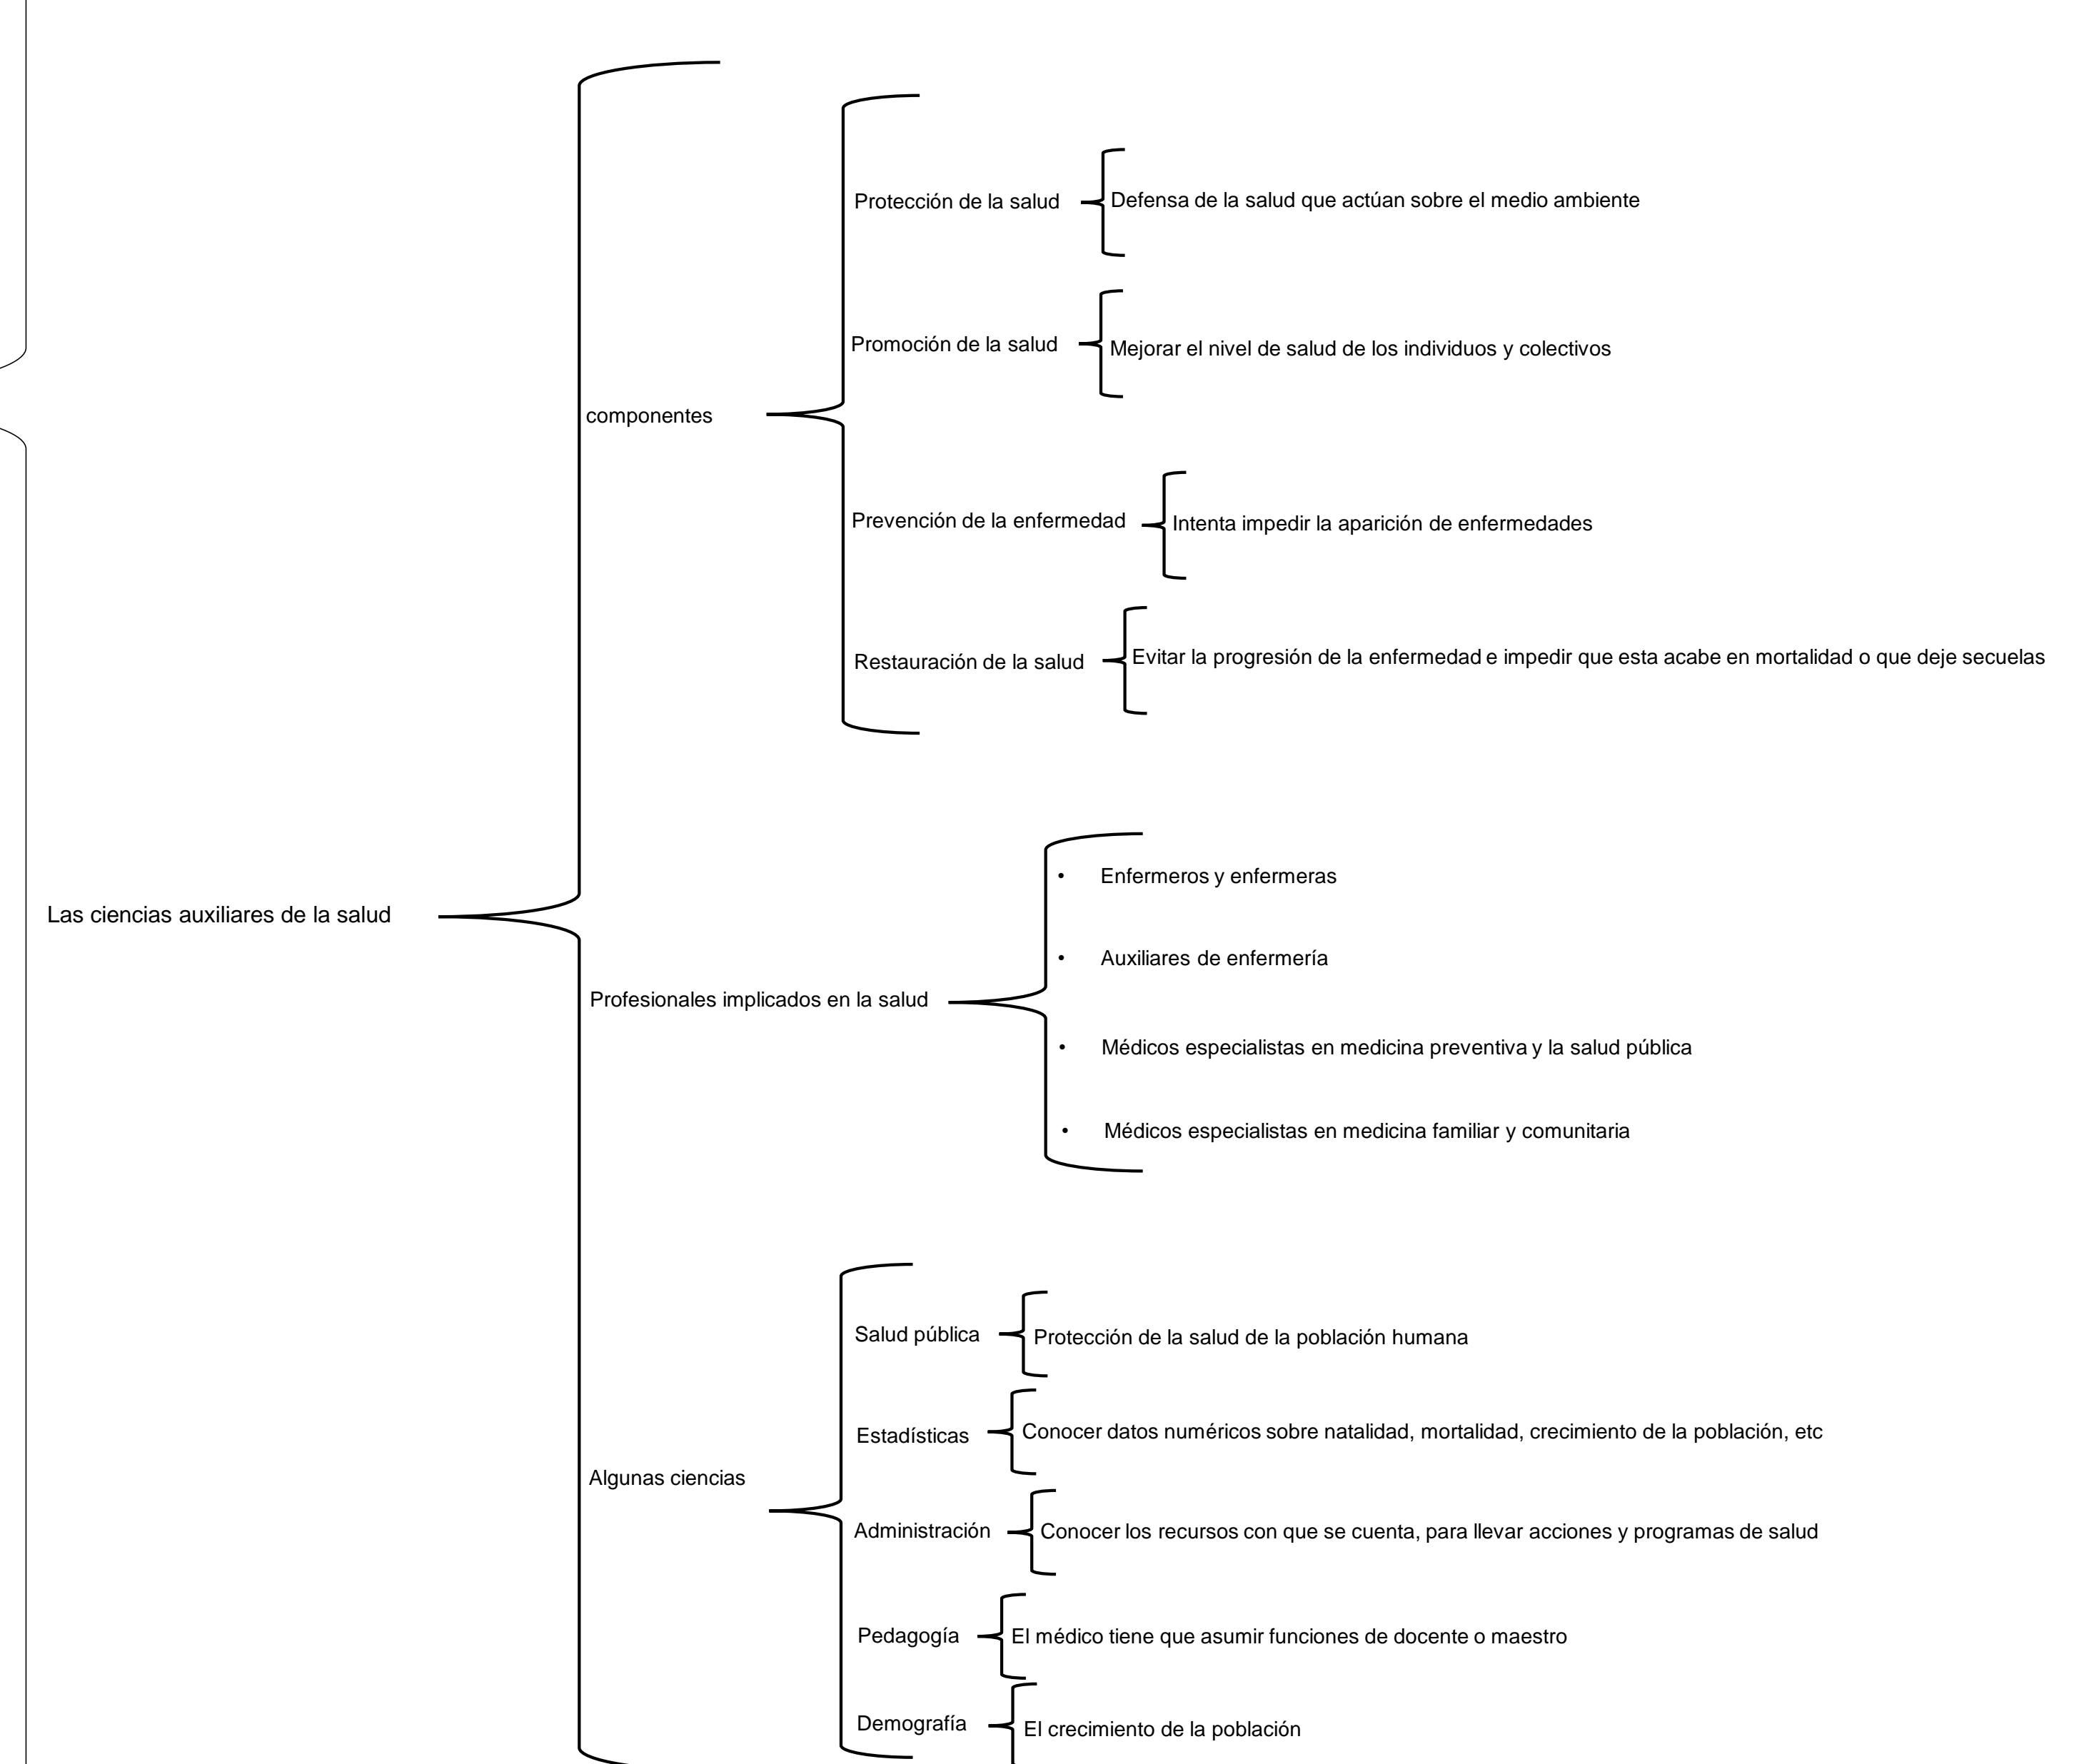 Protección de la salud
Defensa de la salud que actúan sobre el medio ambiente
Promoción de la salud
Mejorar el nivel de salud de los individuos y colectivos
componentes
Prevención de la enfermedad
Intenta impedir la aparición de enfermedades
Restauración de la salud
Evitar la progresión de la enfermedad e impedir que esta acabe en mortalidad o que deje secuelas
Las ciencias auxiliares de la salud
Profesionales implicados en la salud
• Enfermeros y enfermeras
• Auxiliares de enfermería
• Médicos especialistas en medicina preventiva y la salud pública
• Médicos especialistas en medicina familiar y comunitaria
Algunas ciencias
Salud pública
Protección de la salud de la población humana
Estadísticas
Conocer datos numéricos sobre natalidad, mortalidad, crecimiento de la población, etc
Administración
Conocer los recursos con que se cuenta, para llevar acciones y programas de salud
Pedagogía
El médico tiene que asumir funciones de docente o maestro
Demografía
El crecimiento de la población